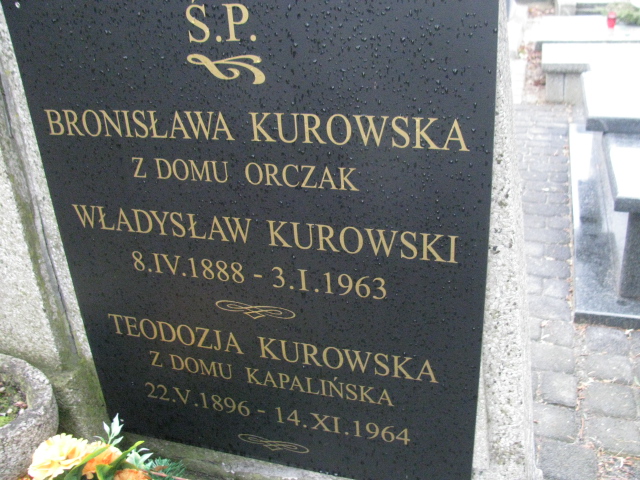 Ś.P.
BRONISŁAWA KUROWSKA
Z DOMU ORCZAK
WŁADYSŁAW KUROWSKI
8.IV.1888 - 3.I.1963
TEODOZJA KUROWSKA
Z DOMU KAPALIŃSKA
22.V.1896 - 14.XI.1964